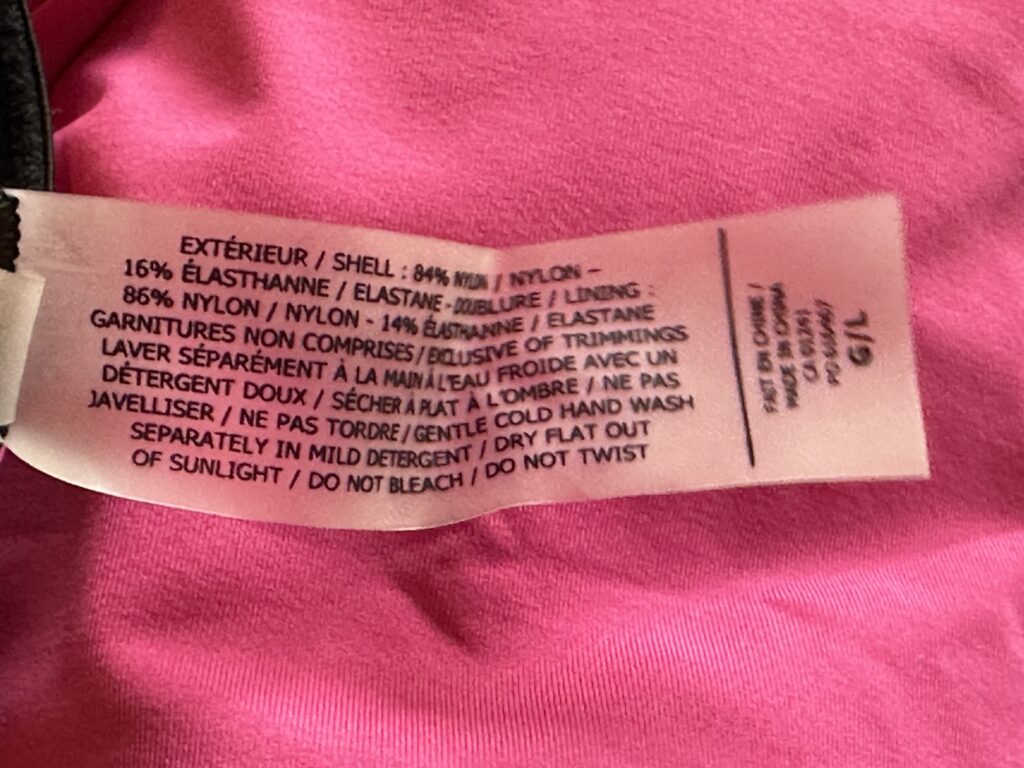 EXTÉRIEUR / SHELL : 84% NYLON / NYLON –
16% ÉLASTHANNE / ELASTANE - DOUBLURE / LINING :
86% NYLON / NYLON - 14% ÉLASTHANNE / ELASTANE
GARNITURES NON COMPRISES / EXCLUSIVE OF TRIMMINGS
LAVER SÉPARÉMENT À LA MAIN À L'EAU FROIDE AVEC UN
DÉTERGENT DOUX / SÉCHER À PLAT À L'OMBRE / NE PAS
JAVELLISER / NE PAS TORDRE / GENTLE COLD HAND WASH
SEPARATELY IN MILD DETERGENT / DRY FLAT OUT
OF SUNLIGHT / DO NOT BLEACH / DO NOT TWIST
FAIT EN CHINE /
MADE IN CHINA
CA
PO
G/L